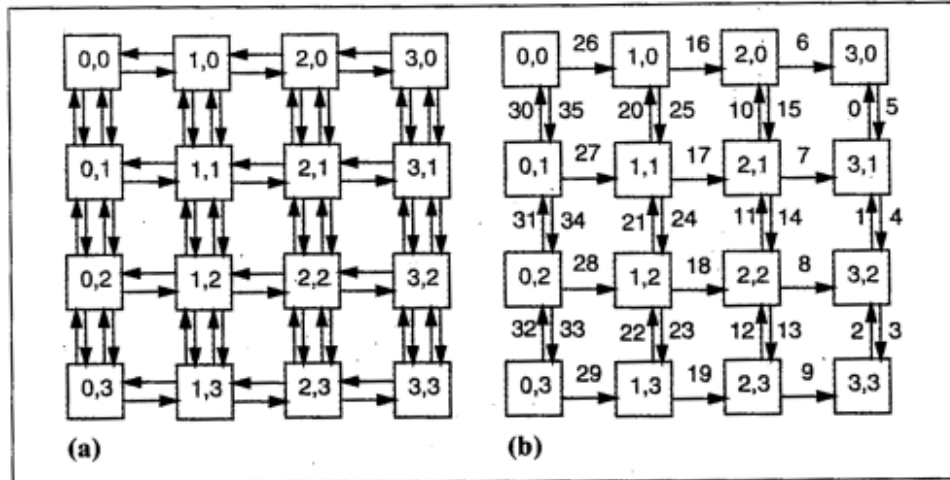 0,0 1,0 2,0 3,0
0,1 1,1 2,1 3,1
0,2 1,2 2,2 3,2
0,3 1,3 2,3 3,3
(a)
0,0 26 1,0 16 2,0 6 3,0
30 35 20 25 10 15 0 5
0,1 27 1,1 17 2,1 7 3,1
31 34 21 24 11 14 1 4
0,2 28 1,2 18 2,2 8 3,2
32 33 22 23 12 13 2 3
0,3 29 1,3 19 2,3 9 3,3
(b)